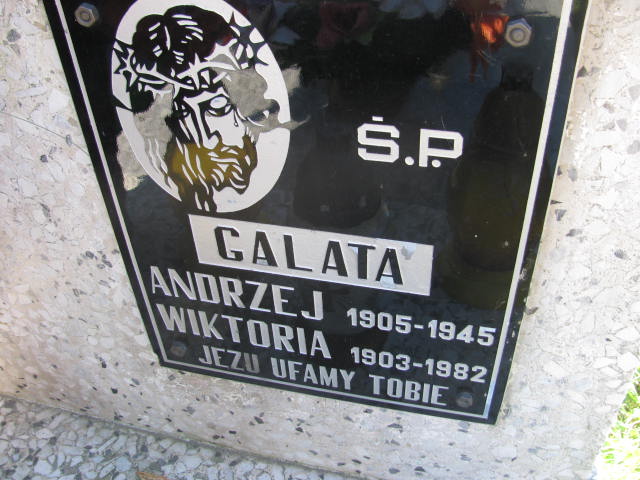 Ś.P.
GALATA
ANDRZEJ 1905-1945
WIKTORIA 1903-1982
JEZU UFAMY TOBIE